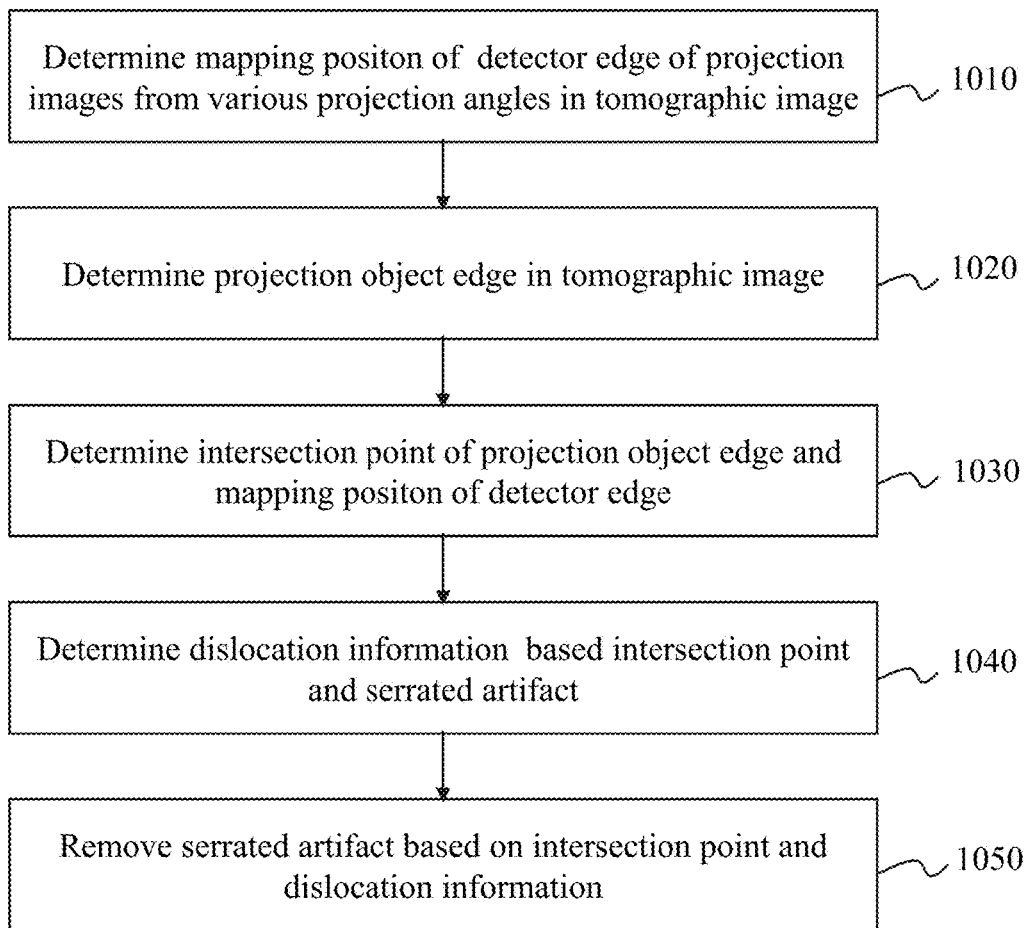 Determine mapping positon of detector edge of projection
images from various projection angles in tomographic image
1010
Determine projection object edge in tomographic image
1020
Determine intersection point of projection object edge and
mapping positon of detector edge
1030
Determine dislocation information based intersection point
and serrated artifact
1040
Remove serrated artifact based on intersection point and
dislocation information
1050